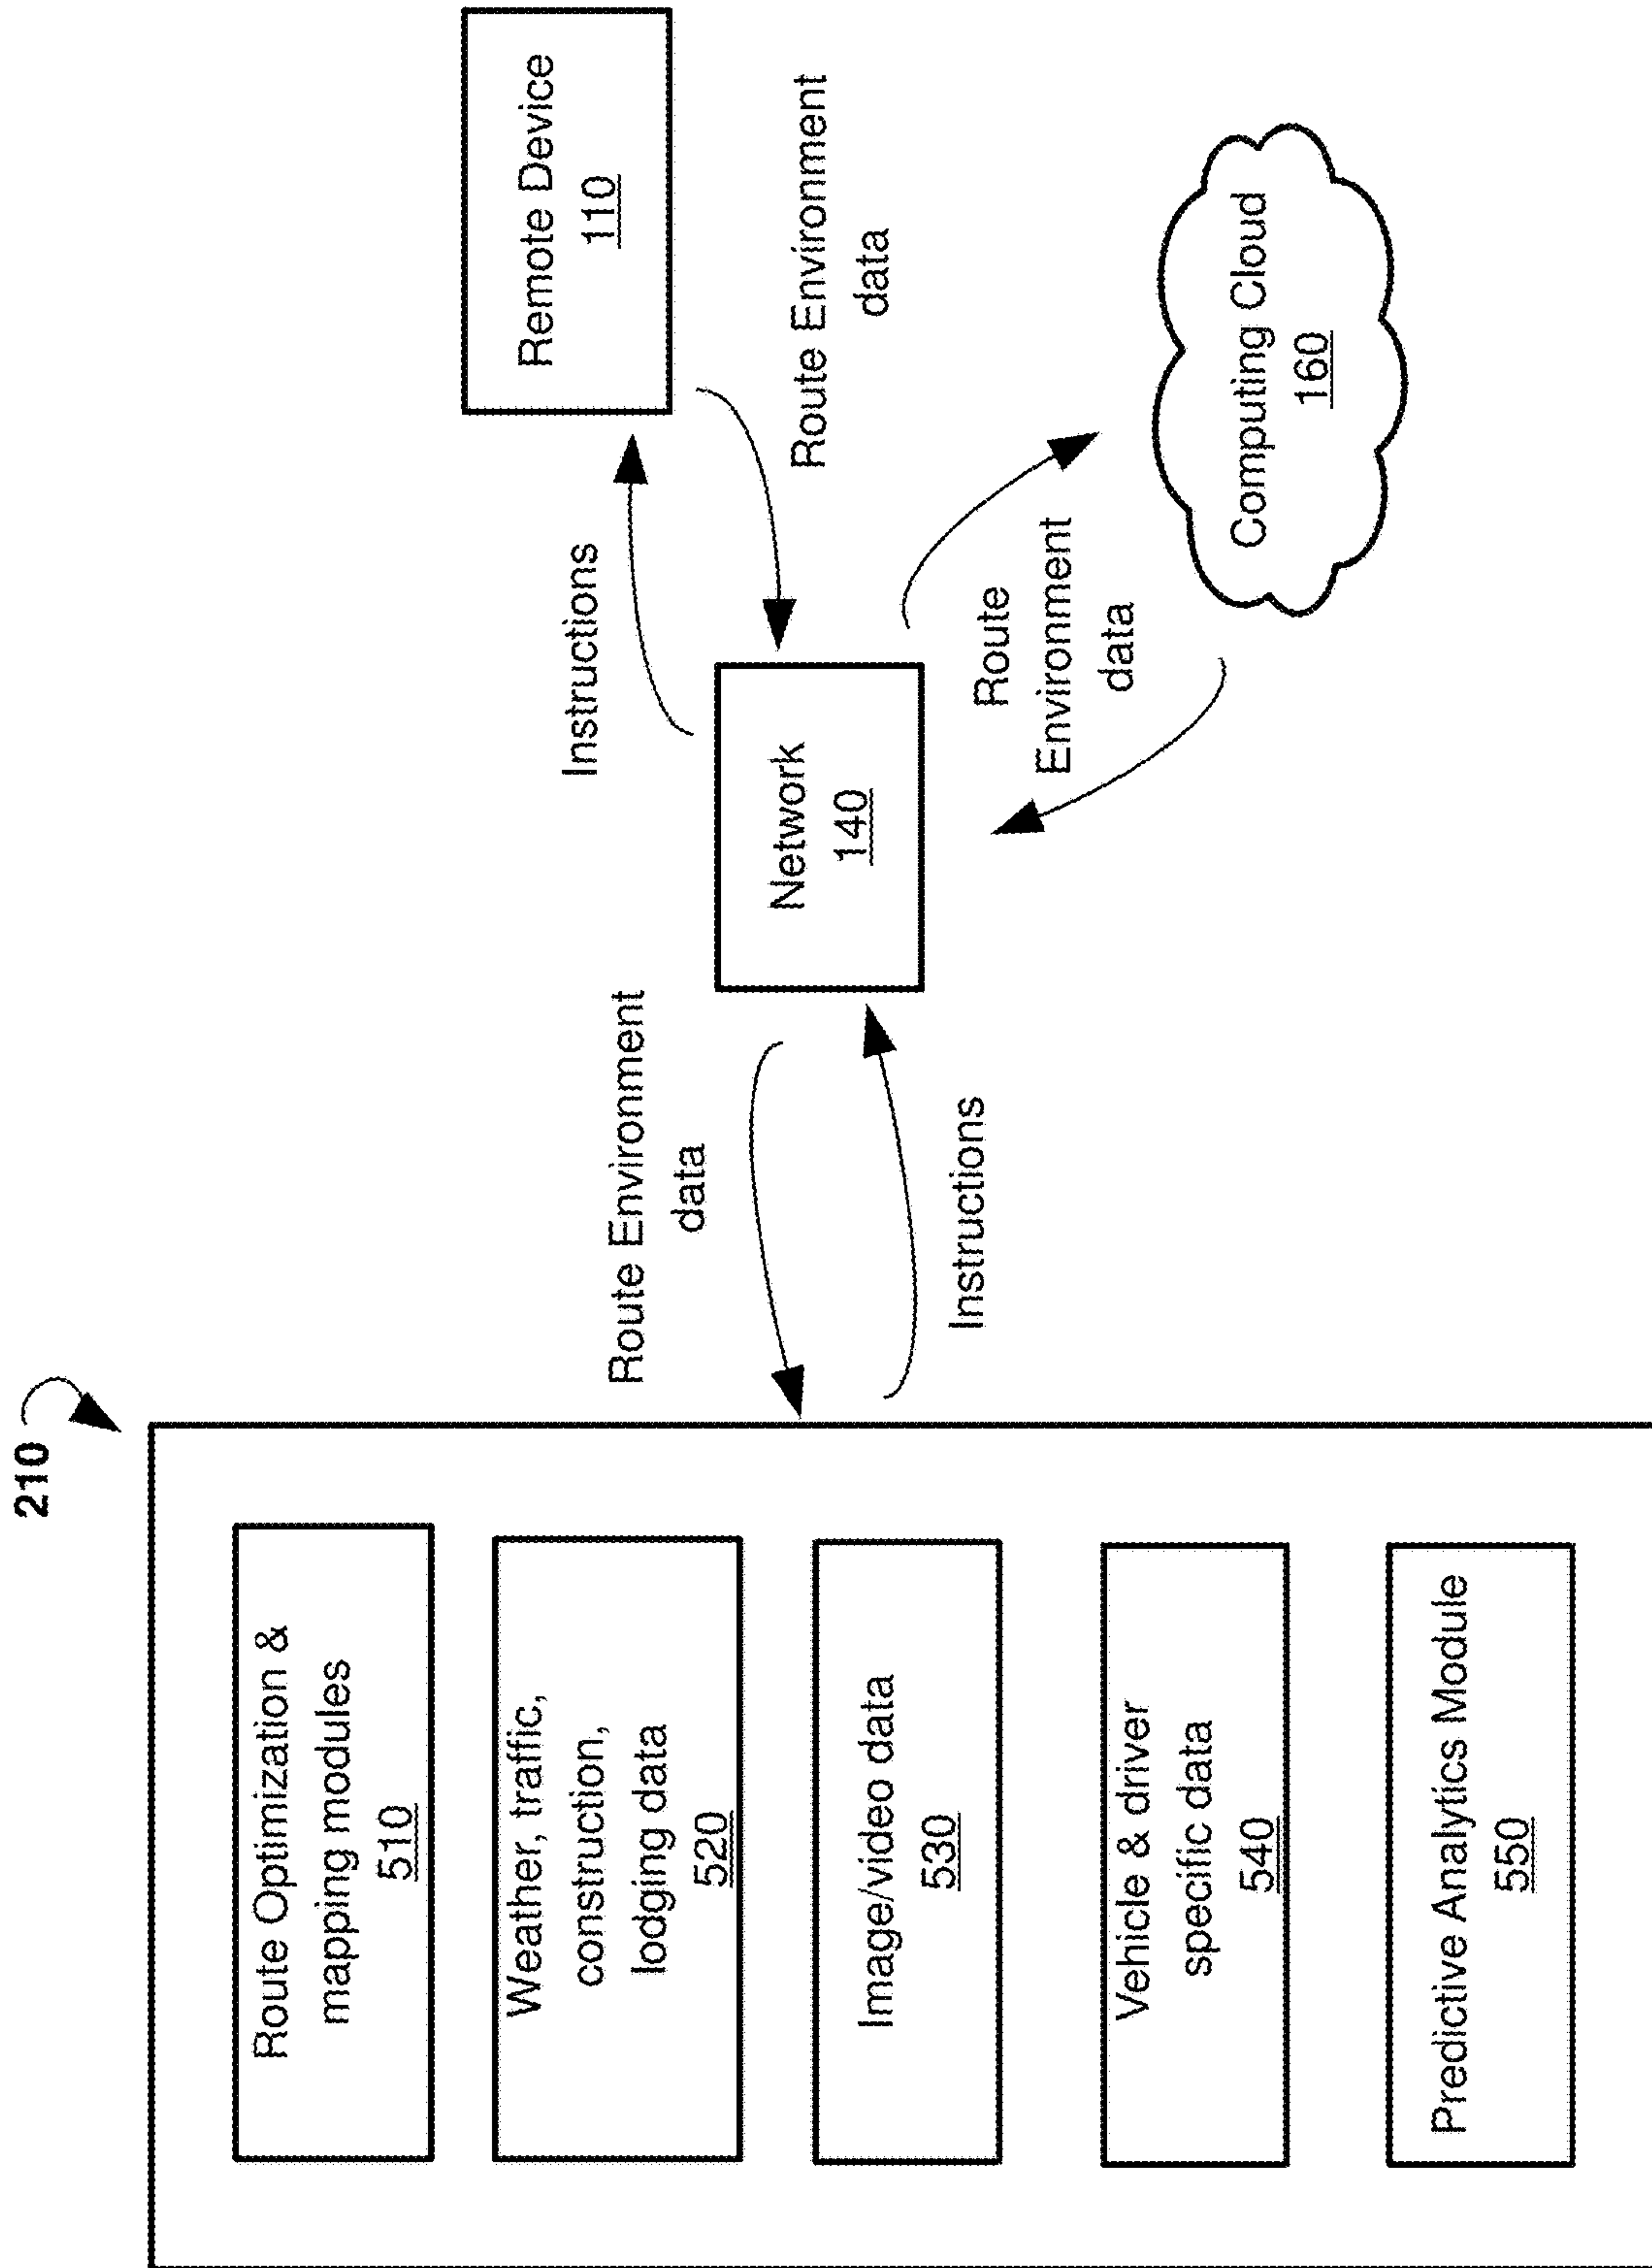 210
Route Optimization &
mapping modules
510
Weather, traffic,
construction,
lodging data
520
Image/video data
530
Vehicle & driver
specific data
540
Predictive Analytics Module
550
Route Environment
data
Instructions
Network
140
Instructions
Route Environment
data
Remote Device
110
Route
Environment
data
Computing Cloud
160